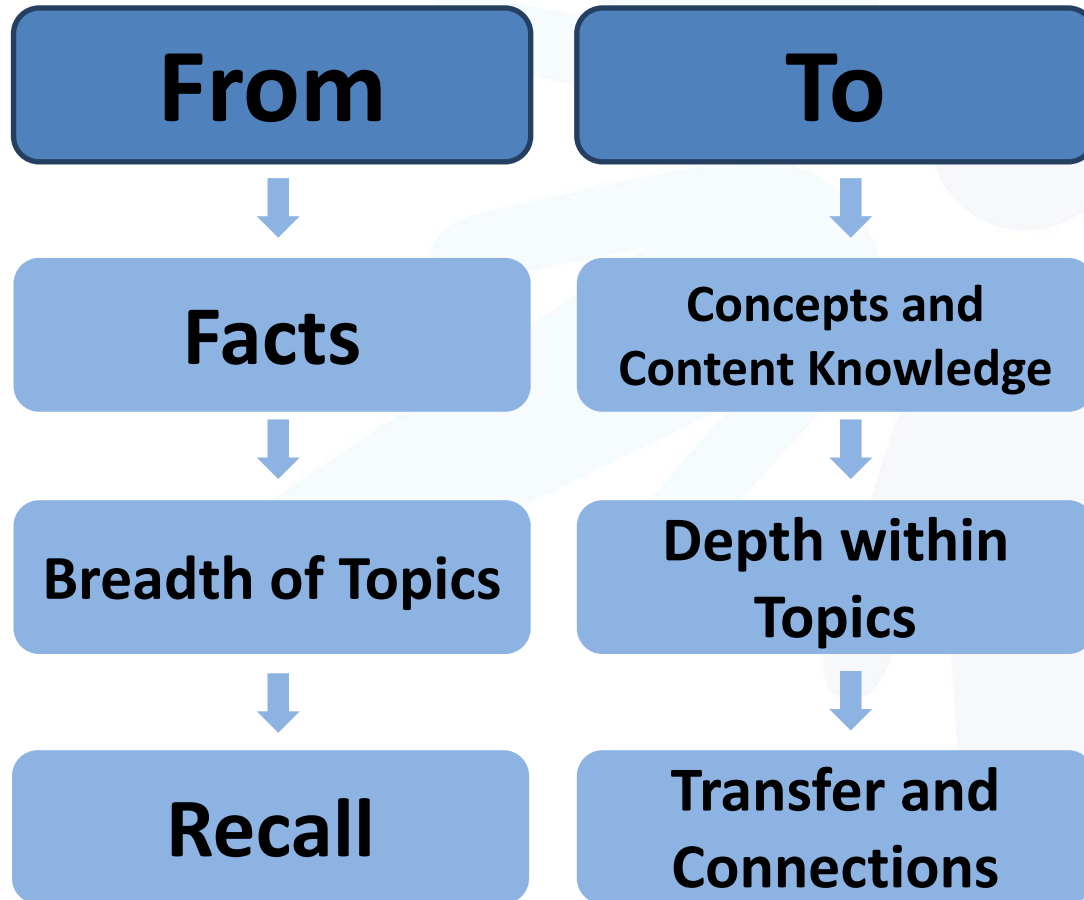 From
To
Facts
Concepts and
Content Knowledge
Breadth of Topics
Depth within
Topics
Recall
Transfer and
Connections